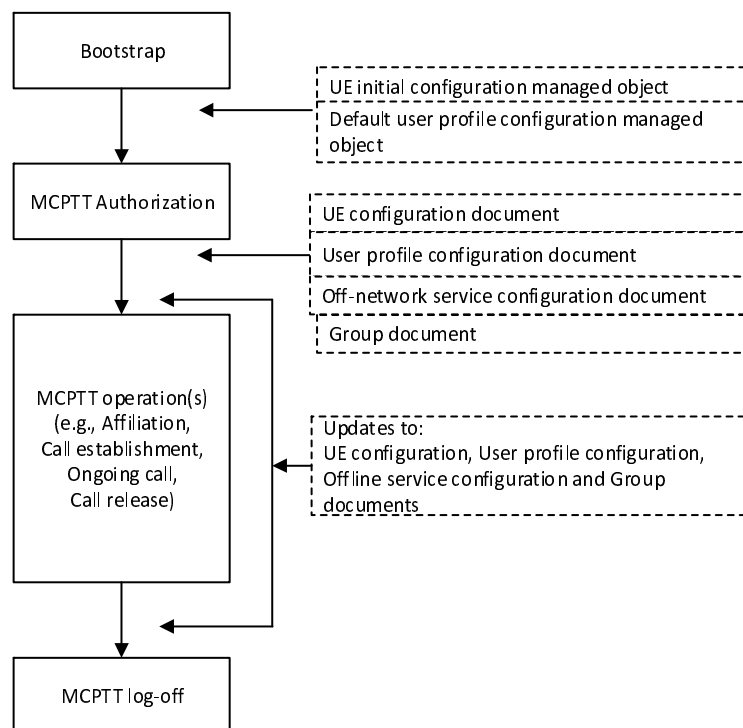 Bootstrap
UE initial configuration managed object
Default user profile configuration managed
object
MCPTT Authorization
UE configuration document
User profile configuration document
Off-network service configuration document
Group document
MCPTT operation(s)
(e.g., Affiliation,
Call establishment,
Ongoing call,
Call release)
Updates to:
UE configuration, User profile configuration,
Offline service configuration and Group
documents
MCPTT log-off